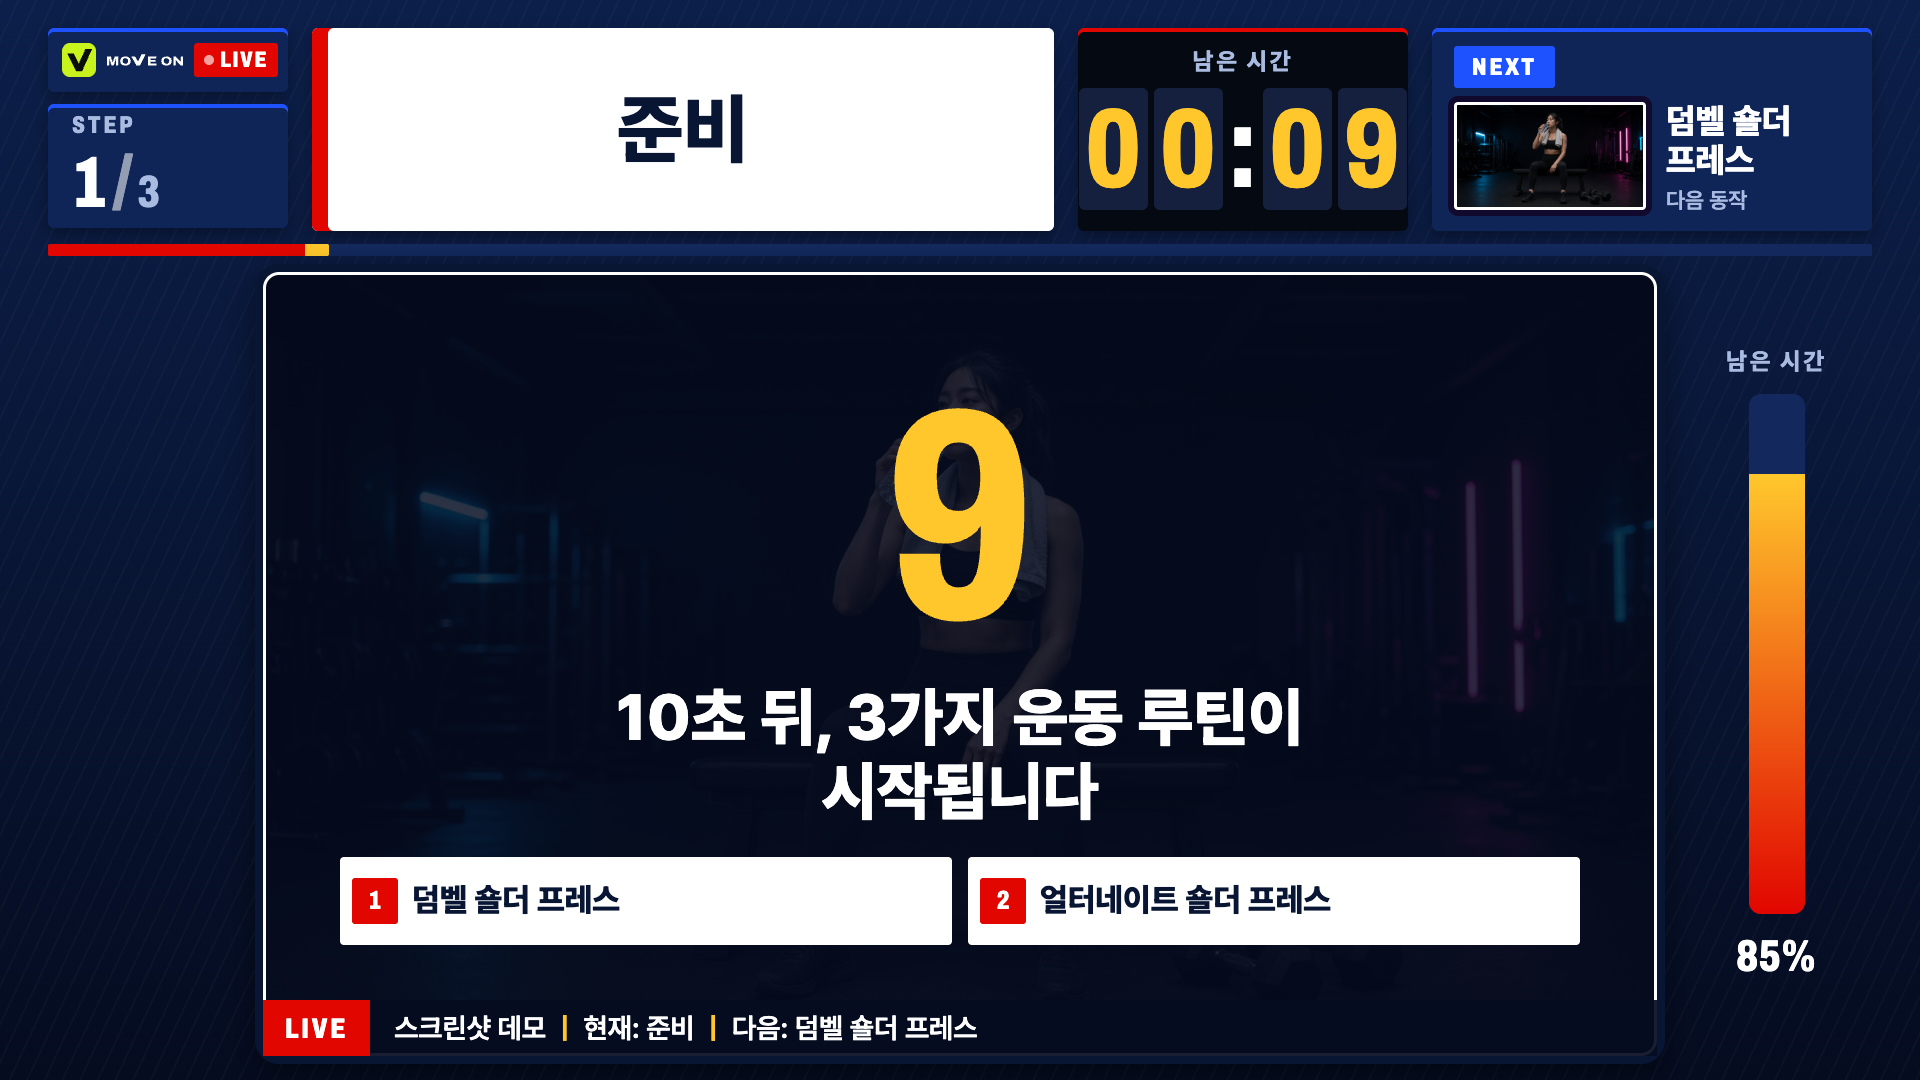 MOVE ON
LIVE
STEP
1/3
준비
남은 시간
00:09
NEXT
덤벨 숄더
프레스
다음 동작
9
10초 뒤, 3가지 운동 루틴이
시작됩니다
1 덤벨 숄더 프레스
2 얼터네이트 숄더 프레스
남은 시간
85%
LIVE
스크린샷 데모 | 현재: 준비 | 다음: 덤벨 숄더 프레스